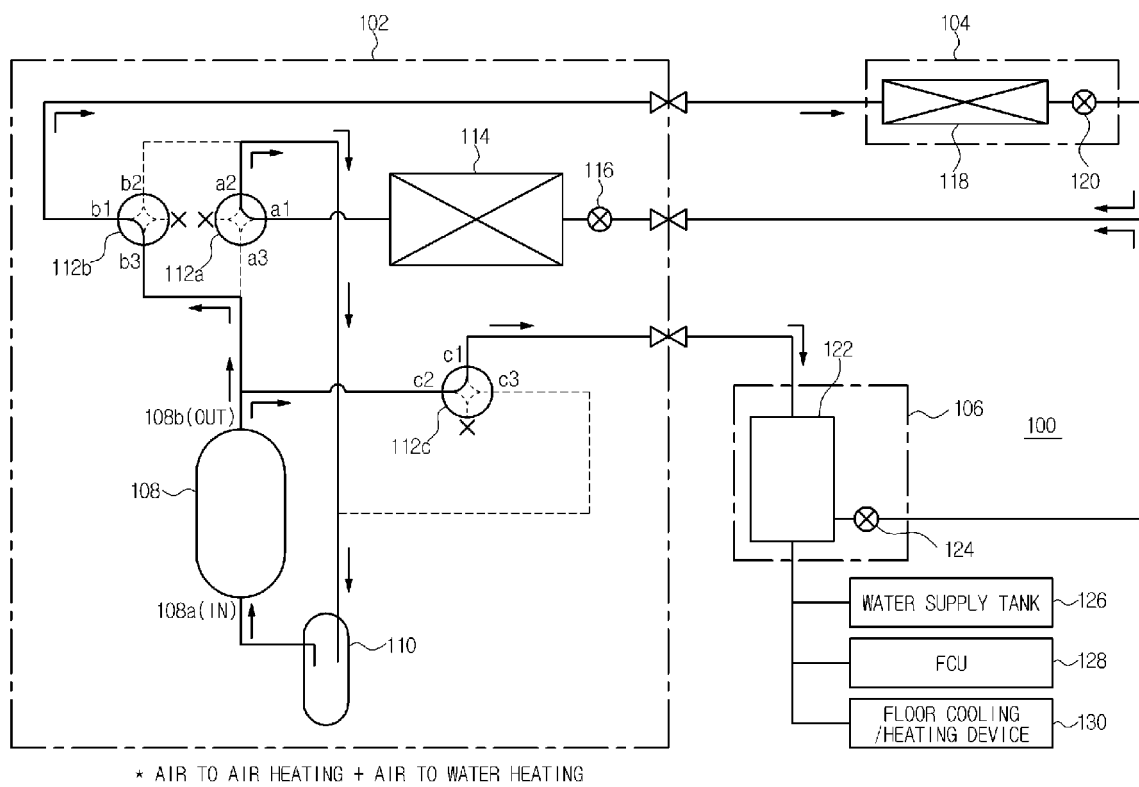 102
104
114
116
118
120
b2
a2
b1
a1
b3
a3
112b
112a
c1
c2
c3
122
106
108b(OUT)
112c
100
108
124
108a(IN)
110
WATER SUPPLY TANK
126
FCU
128
FLOOR COOLING
/HEATING DEVICE
130
* AIR TO AIR HEATING + AIR TO WATER HEATING